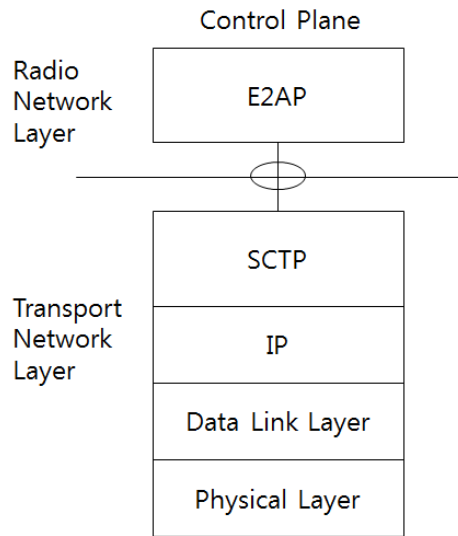 Control Plane
Radio
Network
Layer
E2AP
SCTP
Transport
Network
Layer
IP
Data Link Layer
Physical Layer